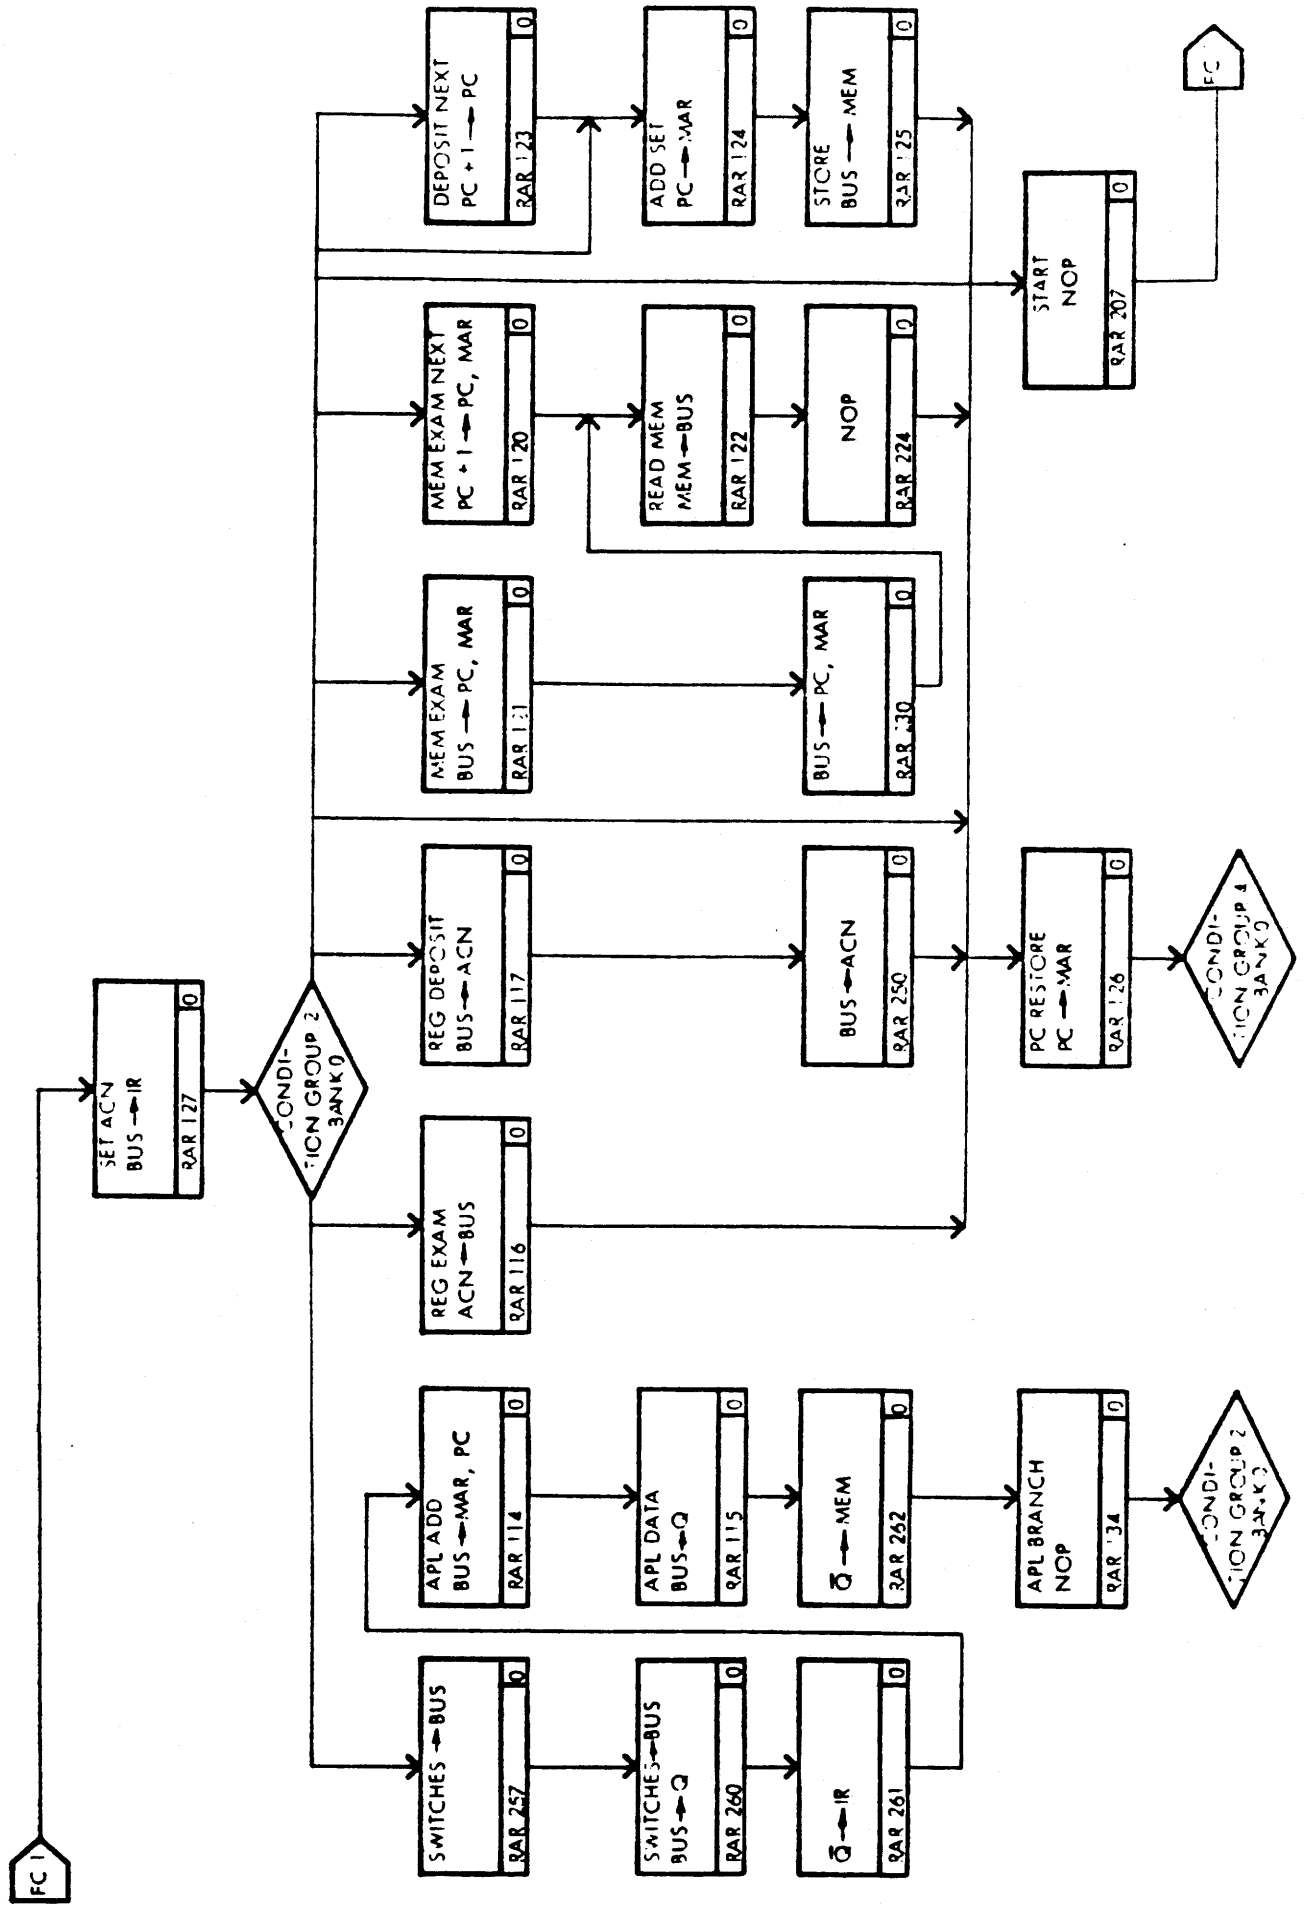 FC 1
SET ACN
BUS → IR
RAR 127 0
CONDI-
TION GROUP 2
BANK 0
SWITCHES → BUS
RAR 257 0
SWITCHES → BUS
BUS → Q
RAR 260 0
Q̅ → IR
RAR 261 0
APL ADD
BUS → MAR, PC
RAR 114 0
APL DATA
BUS → Q
RAR 115 0
Q̅ → MEM
RAR 262 0
APL BRANCH
NOP
RAR 134 0
CONDI-
TION GROUP 2
BANK 0
REG EXAM
ACN → BUS
RAR 116 0
REG DEPOSIT
BUS → ACN
RAR 117 0
BUS → ACN
RAR 250 0
PC RESTORE
PC → MAR
RAR 126 0
CONDI-
TION GROUP
BANK 0
MEM EXAM
BUS → PC, MAR
RAR 121 0
BUS → PC, MAR
RAR 0
MEM EXAM NEXT
PC + 1 → PC, MAR
RAR 120 0
READ MEM
MEM → BUS
RAR 122 0
NOP
RAR 224 0
DEPOSIT NEXT
PC + 1 → PC
RAR 123 0
ADD SET
PC → MAR
RAR 124 0
STORE
BUS → MEM
RAR 125 0
START
NOP
RAR 207 0
FC